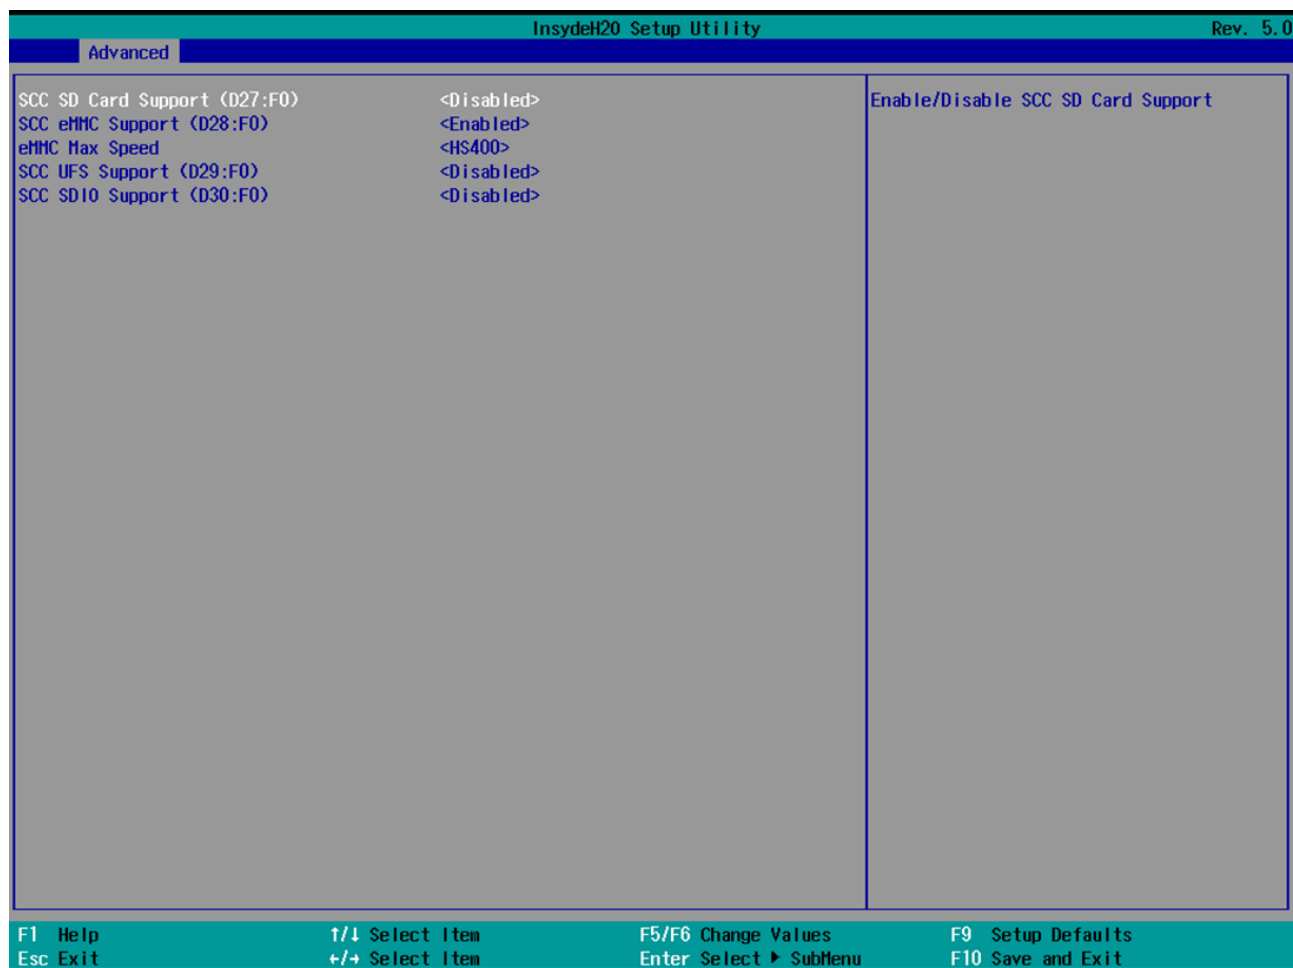 InsydeH20 Setup Utility Rev. 5.0
Advanced
SCC SD Card Support (D27:F0) <Disabled> Enable/Disable SCC SD Card Support
SCC eMMC Support (D28:F0) <Enabled>
eMMC Max Speed <HS400>
SCC UFS Support (D29:F0) <Disabled>
SCC SDIO Support (D30:F0) <Disabled>
F1 Help ↑/↓ Select Item F5/F6 Change Values F9 Setup Defaults
Esc Exit ←/→ Select Item Enter Select ▶ SubMenu F10 Save and Exit